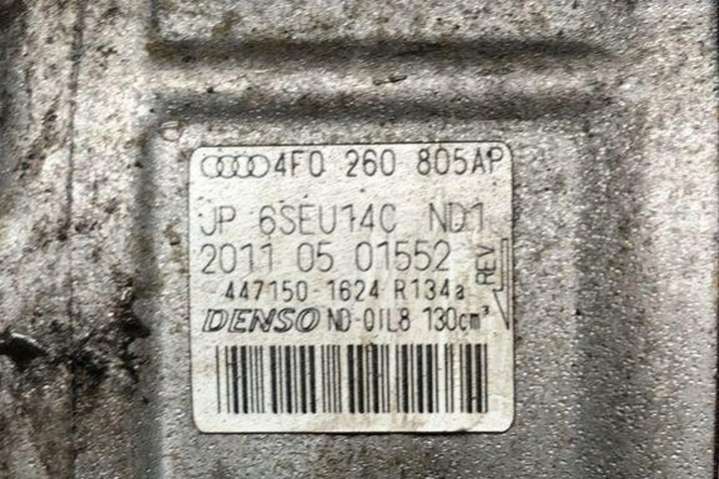 4F0 260 805AP
JP 6SEU14C ND1
2011 05 01552
REV
447150-1624 R134a
DENSO ND-OIL8 130cm³